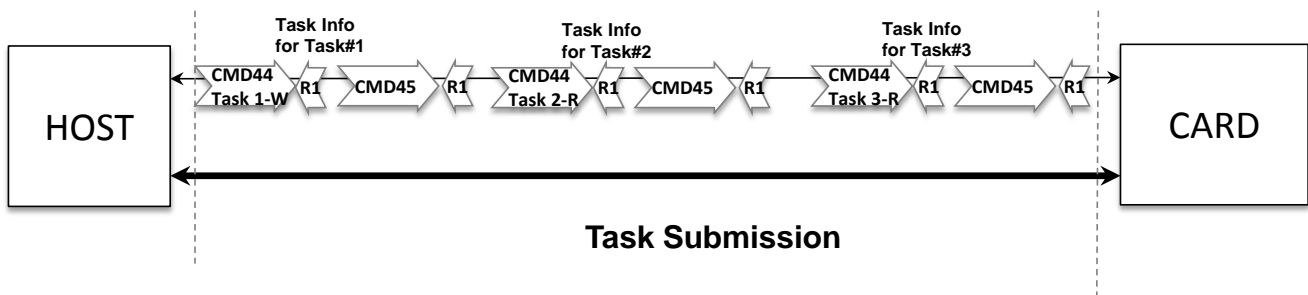 Task Info
for Task#1
Task Info
for Task#2
Task Info
for Task#3
HOST
CMD44
Task 1-W
R1
CMD45
R1
CMD44
Task 2-R
R1
CMD45
R1
CMD44
Task 3-R
R1
CMD45
R1
CARD
Task Submission